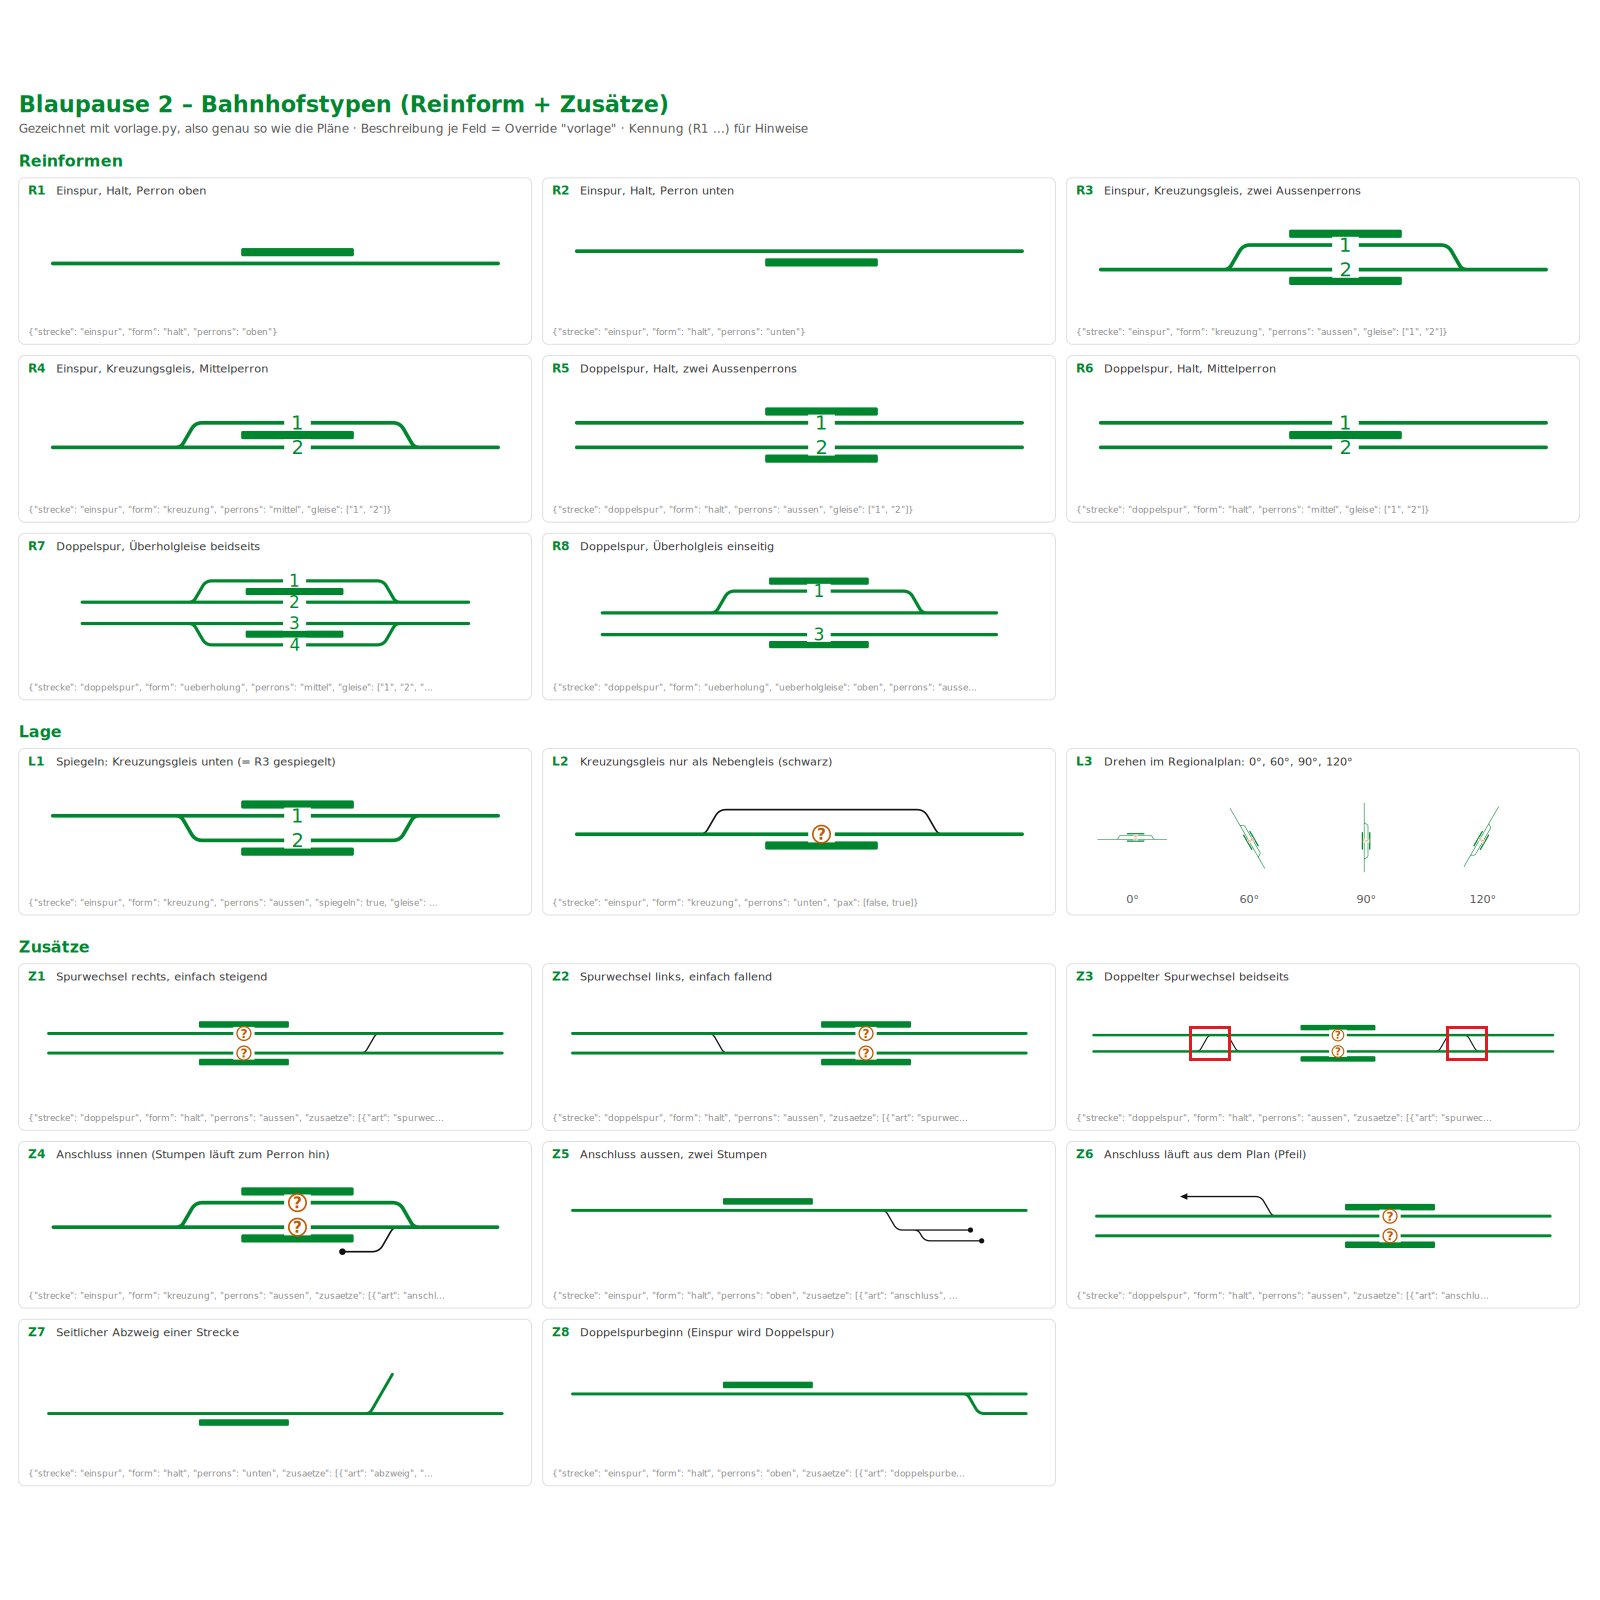 Blaupause 2 – Bahnhofstypen (Reinform + Zusätze)
Gezeichnet mit vorlage.py, also genau so wie die Pläne · Beschreibung je Feld = Override "vorlage" · Kennung (R1 ...) für Hinweise
Reinformen
R1 Einspur, Halt, Perron oben
{"strecke": "einspur", "form": "halt", "perrons": "oben"}
R2 Einspur, Halt, Perron unten
{"strecke": "einspur", "form": "halt", "perrons": "unten"}
R3 Einspur, Kreuzungsgleis, zwei Aussenperrons
1
2
{"strecke": "einspur", "form": "kreuzung", "perrons": "aussen", "gleise": ["1", "2"]}
R4 Einspur, Kreuzungsgleis, Mittelperron
1
2
{"strecke": "einspur", "form": "kreuzung", "perrons": "mittel", "gleise": ["1", "2"]}
R5 Doppelspur, Halt, zwei Aussenperrons
1
2
{"strecke": "doppelspur", "form": "halt", "perrons": "aussen", "gleise": ["1", "2"]}
R6 Doppelspur, Halt, Mittelperron
1
2
{"strecke": "doppelspur", "form": "halt", "perrons": "mittel", "gleise": ["1", "2"]}
R7 Doppelspur, Überholgleise beidseits
1
2
3
4
{"strecke": "doppelspur", "form": "ueberholung", "perrons": "mittel", "gleise": ["1", "2", "...
R8 Doppelspur, Überholgleis einseitig
1
3
{"strecke": "doppelspur", "form": "ueberholung", "ueberholgleise": "oben", "perrons": "ausse...
Lage
L1 Spiegeln: Kreuzungsgleis unten (= R3 gespiegelt)
1
2
{"strecke": "einspur", "form": "kreuzung", "perrons": "aussen", "spiegeln": true, "gleise": ...
L2 Kreuzungsgleis nur als Nebengleis (schwarz)
?
{"strecke": "einspur", "form": "kreuzung", "perrons": "unten", "pax": [false, true]}
L3 Drehen im Regionalplan: 0°, 60°, 90°, 120°
0° 60° 90° 120°
Zusätze
Z1 Spurwechsel rechts, einfach steigend
?
?
{"strecke": "doppelspur", "form": "halt", "perrons": "aussen", "zusaetze": [{"art": "spurwec...
Z2 Spurwechsel links, einfach fallend
?
?
{"strecke": "doppelspur", "form": "halt", "perrons": "aussen", "zusaetze": [{"art": "spurwec...
Z3 Doppelter Spurwechsel beidseits
?
?
{"strecke": "doppelspur", "form": "halt", "perrons": "aussen", "zusaetze": [{"art": "spurwec...
Z4 Anschluss innen (Stumpen läuft zum Perron hin)
?
?
{"strecke": "einspur", "form": "kreuzung", "perrons": "aussen", "zusaetze": [{"art": "anschl...
Z5 Anschluss aussen, zwei Stumpen
{"strecke": "einspur", "form": "halt", "perrons": "oben", "zusaetze": [{"art": "anschluss", ...
Z6 Anschluss läuft aus dem Plan (Pfeil)
?
?
{"strecke": "doppelspur", "form": "halt", "perrons": "aussen", "zusaetze": [{"art": "anschlu...
Z7 Seitlicher Abzweig einer Strecke
{"strecke": "einspur", "form": "halt", "perrons": "unten", "zusaetze": [{"art": "abzweig", "...
Z8 Doppelspurbeginn (Einspur wird Doppelspur)
{"strecke": "einspur", "form": "halt", "perrons": "oben", "zusaetze": [{"art": "doppelspurbe...